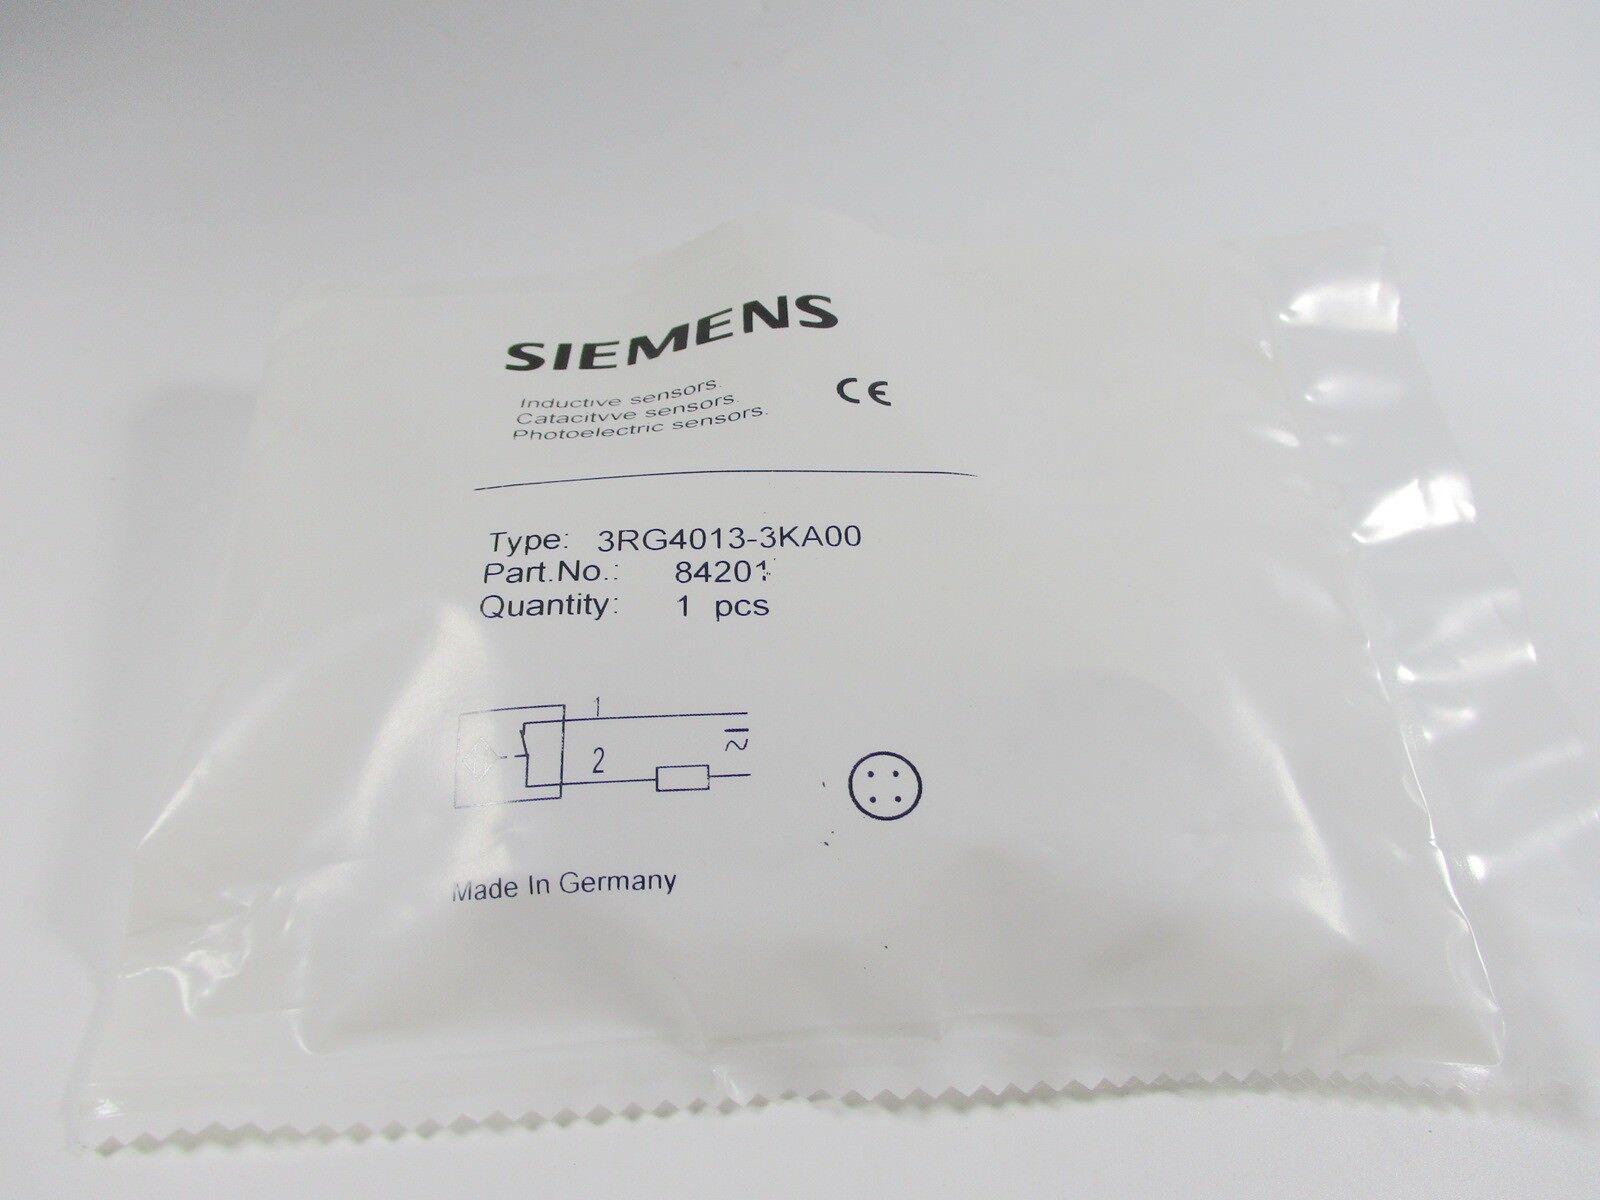 SIEMENS
Inductive sensors.
Catacitvve sensors.
Photoelectric sensors.
CE
Type: 3RG4013-3KA00
Part.No.: 84201
Quantity: 1 pcs
1
2
Made In Germany